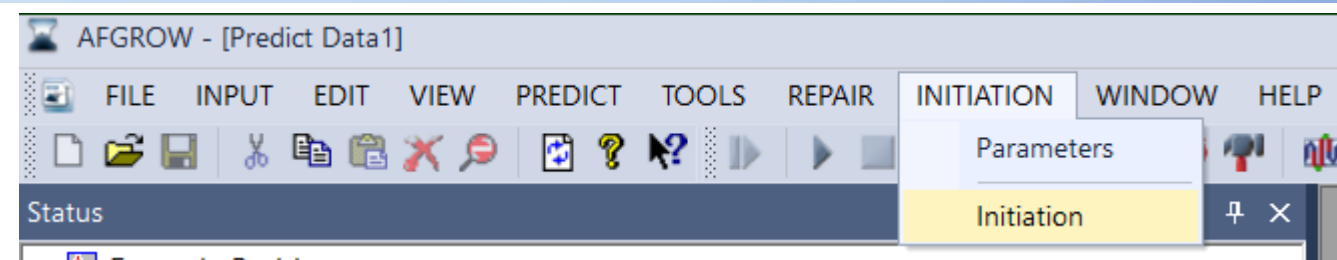 AFGROW - [Predict Data1]
FILE INPUT EDIT VIEW PREDICT TOOLS REPAIR INITIATION WINDOW HELP
Parameters
Status
Initiation